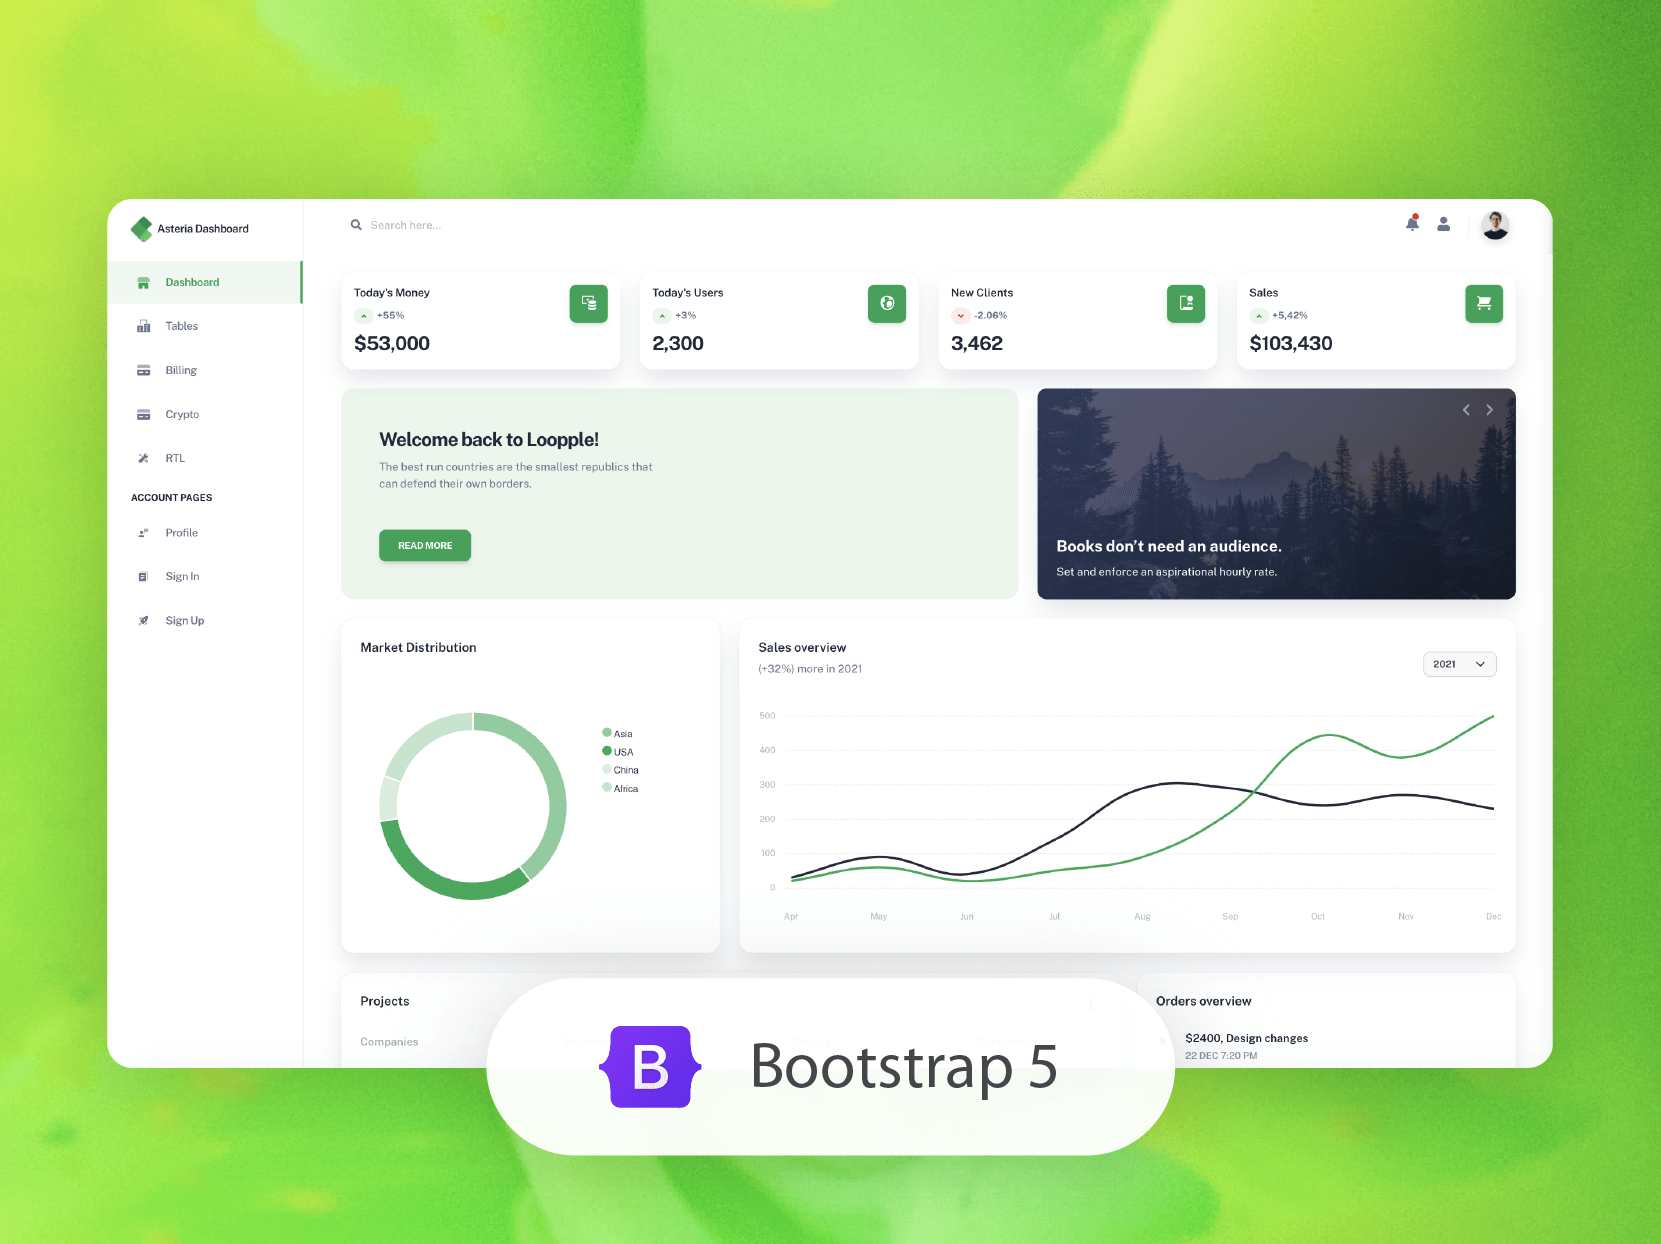 Asteria Dashboard
Search here...
Dashboard
Tables
Billing
Crypto
RTL
ACCOUNT PAGES
Profile
Sign In
Sign Up
Today's Money
+55%
$53,000
Today's Users
+3%
2,300
New Clients
-2.06%
3,462
Sales
+5,42%
$103,430
Welcome back to Loopple!
The best run countries are the smallest republics that
can defend their own borders.
READ MORE
Books don’t need an audience.
Set and enforce an aspirational hourly rate.
Market Distribution
Asia
USA
China
Africa
Sales overview
(+32%) more in 2021
2021
500
400
300
200
100
0
Apr May Jun Jul Aug Sep Oct Nov Dec
Projects
Companies
Orders overview
$2400, Design changes
22 DEC 7:20 PM
B
Bootstrap 5